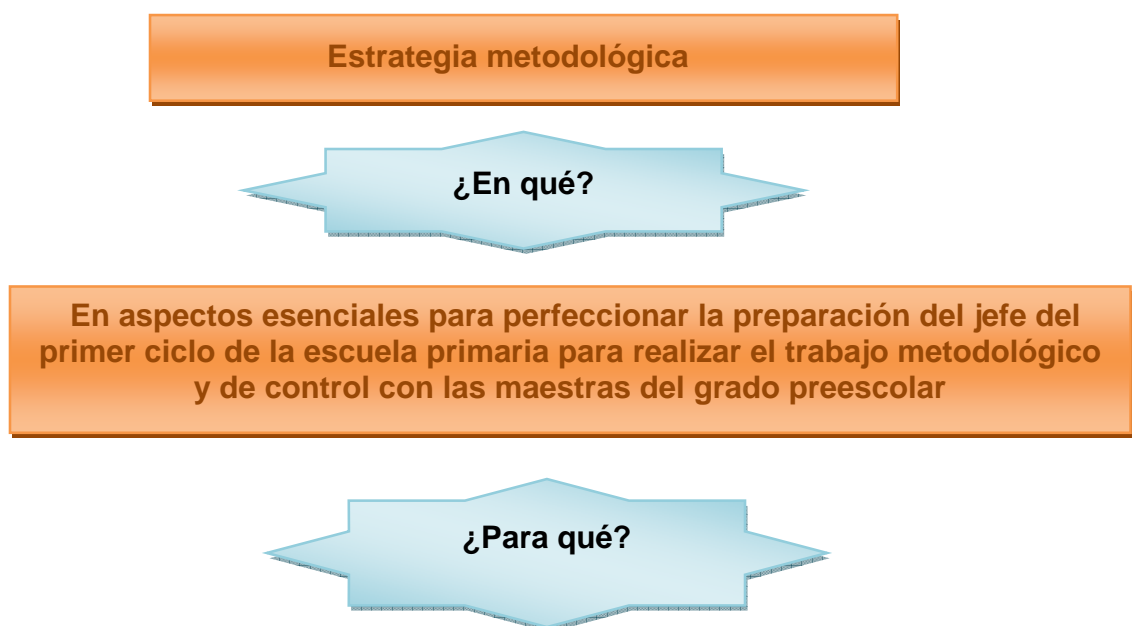 Estrategia metodológica
¿En qué?
En aspectos esenciales para perfeccionar la preparación del jefe del
primer ciclo de la escuela primaria para realizar el trabajo metodológico
y de control con las maestras del grado preescolar
¿Para qué?